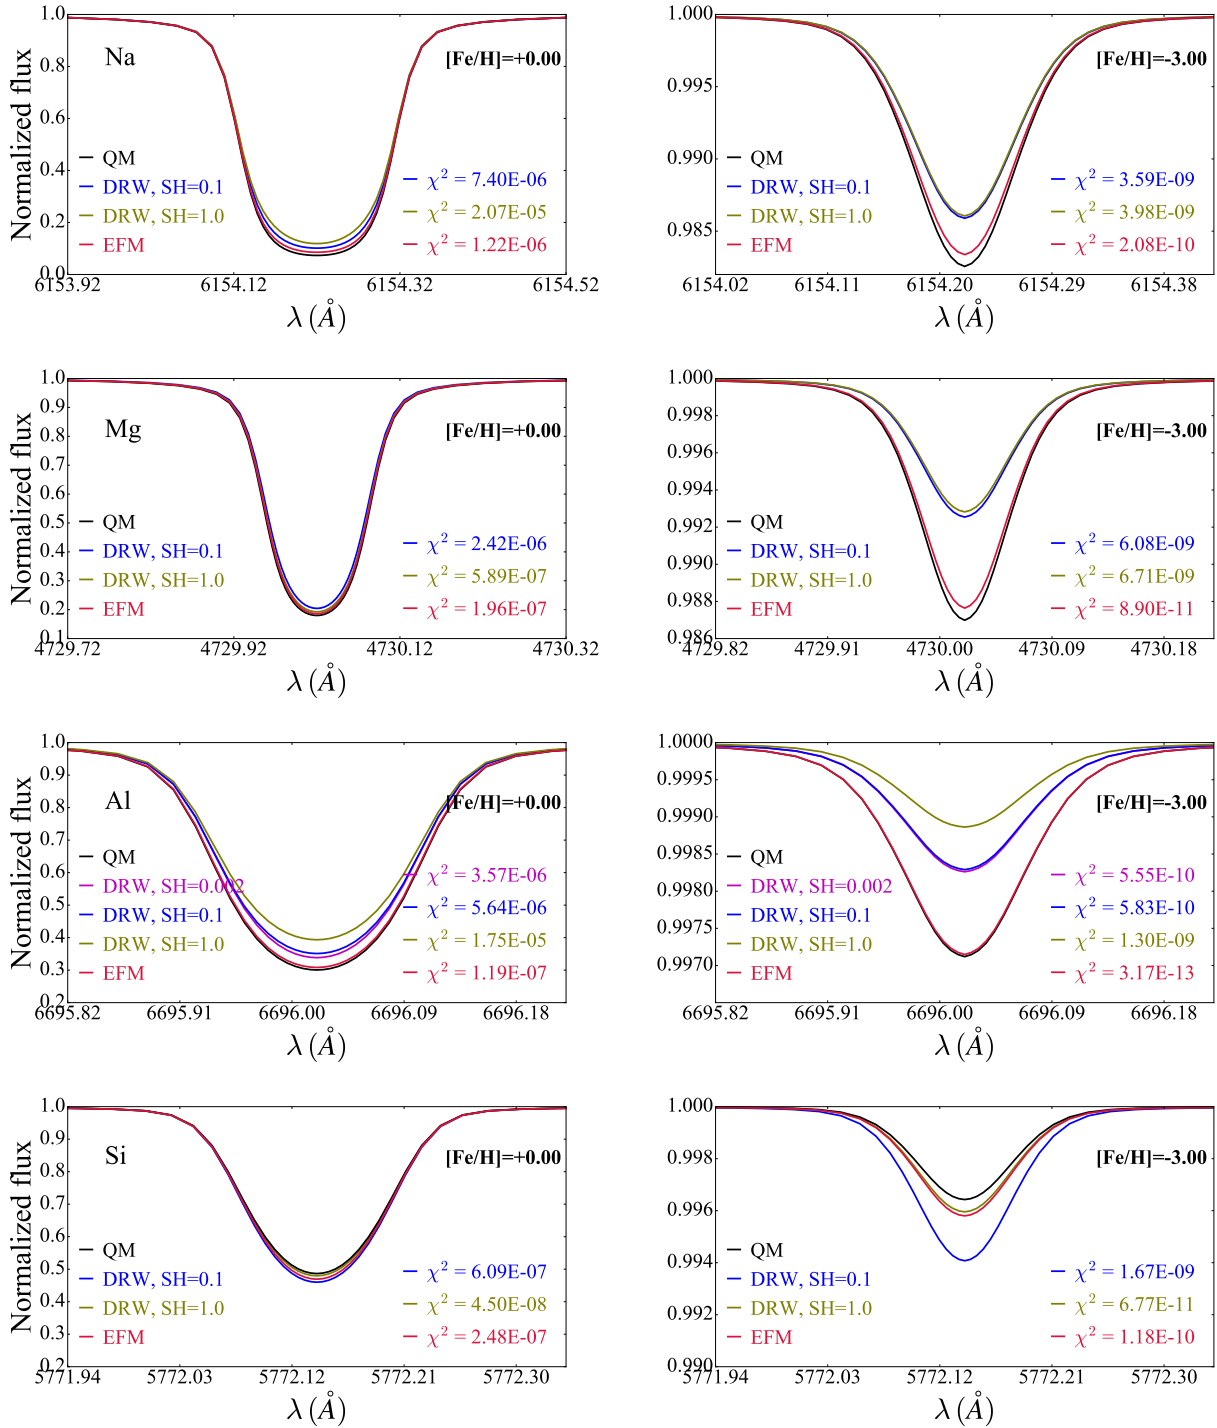 1.0
0.8
0.6
0.4
0.2
0.0
Normalized flux
Na
[Fe/H]=+0.00
QM
DRW, SH=0.1
DRW, SH=1.0
EFM
χ² = 7.40E-06
χ² = 2.07E-05
χ² = 1.22E-06
6153.92 6154.12 6154.32 6154.52
λ (Å)
1.000
0.995
0.990
0.985
[Fe/H]=-3.00
QM
DRW, SH=0.1
DRW, SH=1.0
EFM
χ² = 3.59E-09
χ² = 3.98E-09
χ² = 2.08E-10
6154.02 6154.11 6154.20 6154.29 6154.38
λ (Å)
1.0
0.9
0.8
0.7
0.6
0.5
0.4
0.3
0.2
0.1
Normalized flux
Mg
[Fe/H]=+0.00
QM
DRW, SH=0.1
DRW, SH=1.0
EFM
χ² = 2.42E-06
χ² = 5.89E-07
χ² = 1.96E-07
4729.72 4729.92 4730.12 4730.32
λ (Å)
1.000
0.998
0.996
0.994
0.992
0.990
0.988
0.986
[Fe/H]=-3.00
QM
DRW, SH=0.1
DRW, SH=1.0
EFM
χ² = 6.08E-09
χ² = 6.71E-09
χ² = 8.90E-11
4729.82 4729.91 4730.00 4730.09 4730.18
λ (Å)
1.0
0.9
0.8
0.7
0.6
0.5
0.4
0.3
0.2
Normalized flux
Al
[Fe/H]=+0.00
QM
DRW, SH=0.002
DRW, SH=0.1
DRW, SH=1.0
EFM
χ² = 3.57E-06
χ² = 5.64E-06
χ² = 1.75E-05
χ² = 1.19E-07
6695.82 6695.91 6696.00 6696.09 6696.18
λ (Å)
1.0000
0.9995
0.9990
0.9985
0.9980
0.9975
0.9970
[Fe/H]=-3.00
QM
DRW, SH=0.002
DRW, SH=0.1
DRW, SH=1.0
EFM
χ² = 5.55E-10
χ² = 5.83E-10
χ² = 1.30E-09
χ² = 3.17E-13
6695.82 6695.91 6696.00 6696.09 6696.18
λ (Å)
1.0
0.9
0.8
0.7
0.6
0.5
0.4
0.3
0.2
Normalized flux
Si
[Fe/H]=+0.00
QM
DRW, SH=0.1
DRW, SH=1.0
EFM
χ² = 6.09E-07
χ² = 4.50E-08
χ² = 2.48E-07
5771.94 5772.03 5772.12 5772.21 5772.30
λ (Å)
1.000
0.998
0.996
0.994
0.992
0.990
[Fe/H]=-3.00
QM
DRW, SH=0.1
DRW, SH=1.0
EFM
χ² = 1.67E-09
χ² = 6.77E-11
χ² = 1.18E-10
5771.94 5772.03 5772.12 5772.21 5772.30
λ (Å)